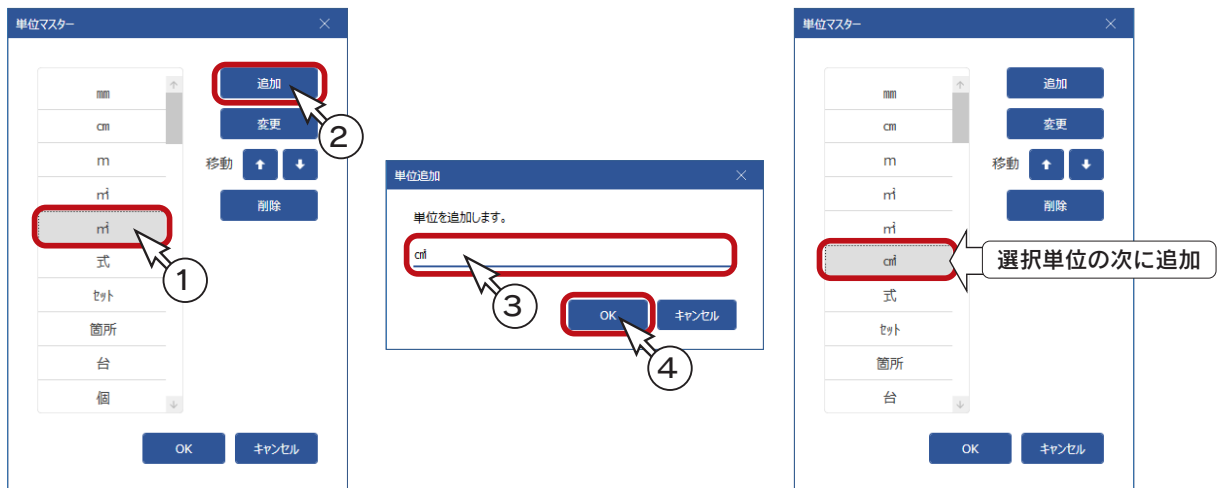 単位マスター
mm
cm
m
㎡
㎥
式
セット
箇所
台
個
追加
変更
移動
削除
OK
キャンセル
①
②
単位追加
単位を追加します。
㎤
OK
キャンセル
③
④
単位マスター
mm
cm
m
㎡
㎥
㎤
式
セット
箇所
台
追加
変更
移動
削除
選択単位の次に追加
OK
キャンセル